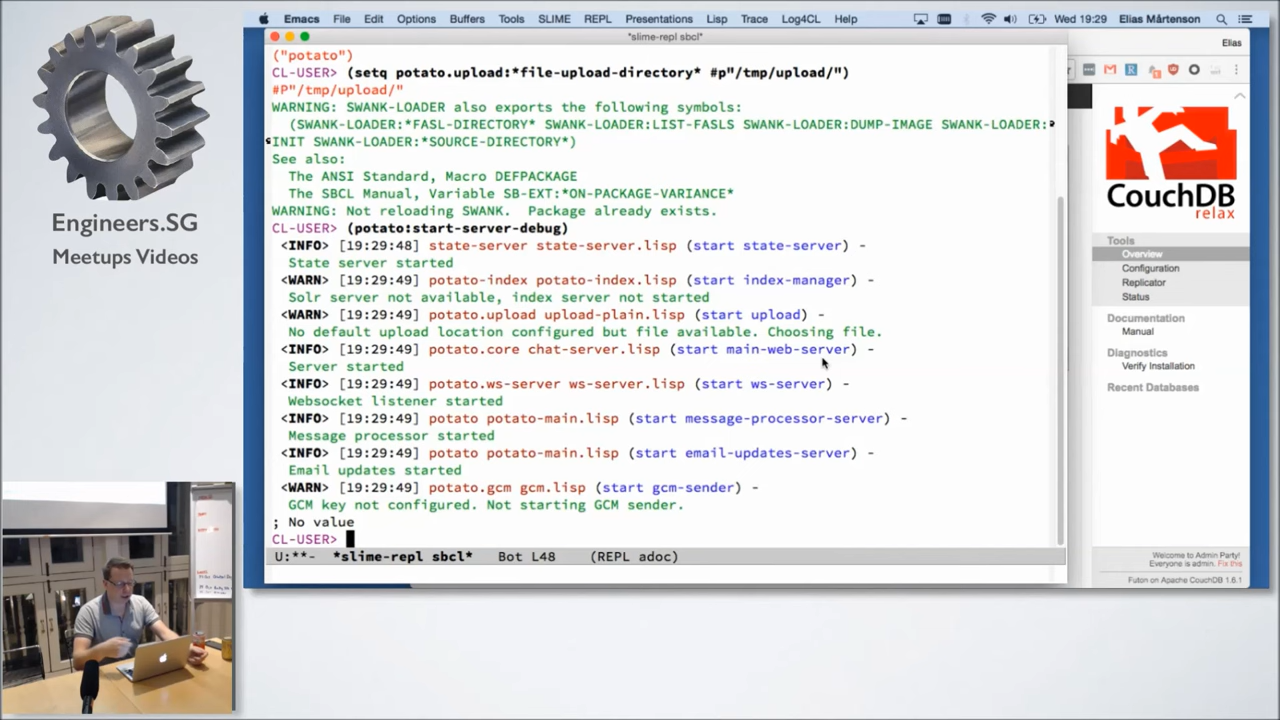 Emacs File Edit Options Buffers Tools SLIME REPL Presentations Lisp Trace Log4CL Help Wed 19:29 Elias Mårtenson
*slime-repl sbcl*
Elias
("potato")
CL-USER> (setq potato.upload:*file-upload-directory* #p"/tmp/upload/")
#P"/tmp/upload/"
WARNING: SWANK-LOADER also exports the following symbols:
(SWANK-LOADER:*FASL-DIRECTORY* SWANK-LOADER:LIST-FASLS SWANK-LOADER:DUMP-IMAGE SWANK-LOADER:
INIT SWANK-LOADER:*SOURCE-DIRECTORY*)
See also:
The ANSI Standard, Macro DEFPACKAGE
The SBCL Manual, Variable SB-EXT:*ON-PACKAGE-VARIANCE*
WARNING: Not reloading SWANK.  Package already exists.
CL-USER> (potato:start-server-debug)
<INFO> [19:29:48] state-server state-server.lisp (start state-server) -
State server started
<WARN> [19:29:49] potato-index potato-index.lisp (start index-manager) -
Solr server not available, index server not started
<WARN> [19:29:49] potato.upload upload-plain.lisp (start upload) -
No default upload location configured but file available. Choosing file.
<INFO> [19:29:49] potato.core chat-server.lisp (start main-web-server) -
Server started
<INFO> [19:29:49] potato.ws-server ws-server.lisp (start ws-server) -
Websocket listener started
<INFO> [19:29:49] potato potato-main.lisp (start message-processor-server) -
Message processor started
<INFO> [19:29:49] potato potato-main.lisp (start email-updates-server) -
Email updates started
<WARN> [19:29:49] potato.gcm gcm.lisp (start gcm-sender) -
GCM key not configured. Not starting GCM sender.
; No value
CL-USER>
U:**- *slime-repl sbcl* Bot L48 (REPL adoc)
CouchDB
relax
Tools
Overview
Configuration
Replicator
Status
Documentation
Manual
Diagnostics
Verify Installation
Recent Databases
Welcome to Admin Party!
Everyone is admin. Fix this
Futon on Apache CouchDB 1.6.1
Engineers.SG
Meetups Videos